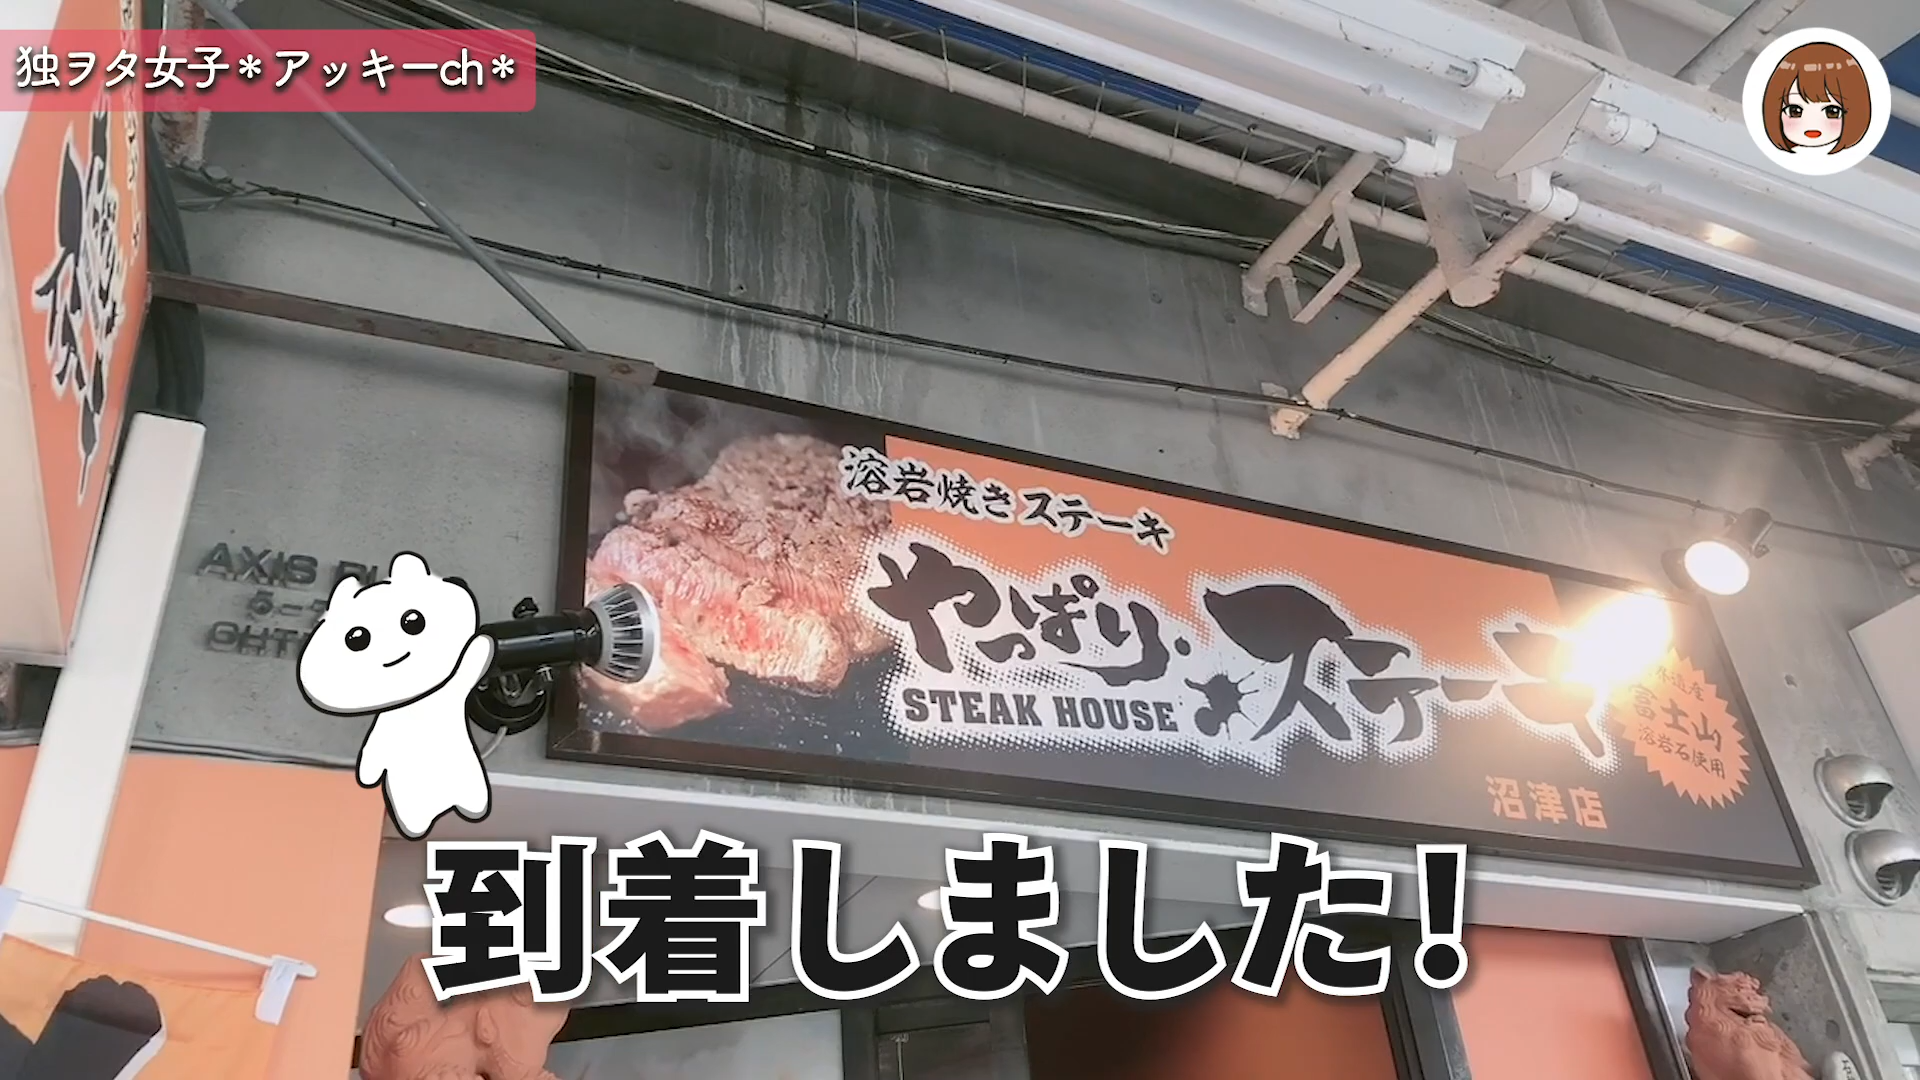 独ヲタ女子*アッキーch*
溶岩焼きステーキ
やっぱり・ステーキ
STEAK HOUSE
富士山
溶岩石使用
沼津店
AXIS
到着しました!